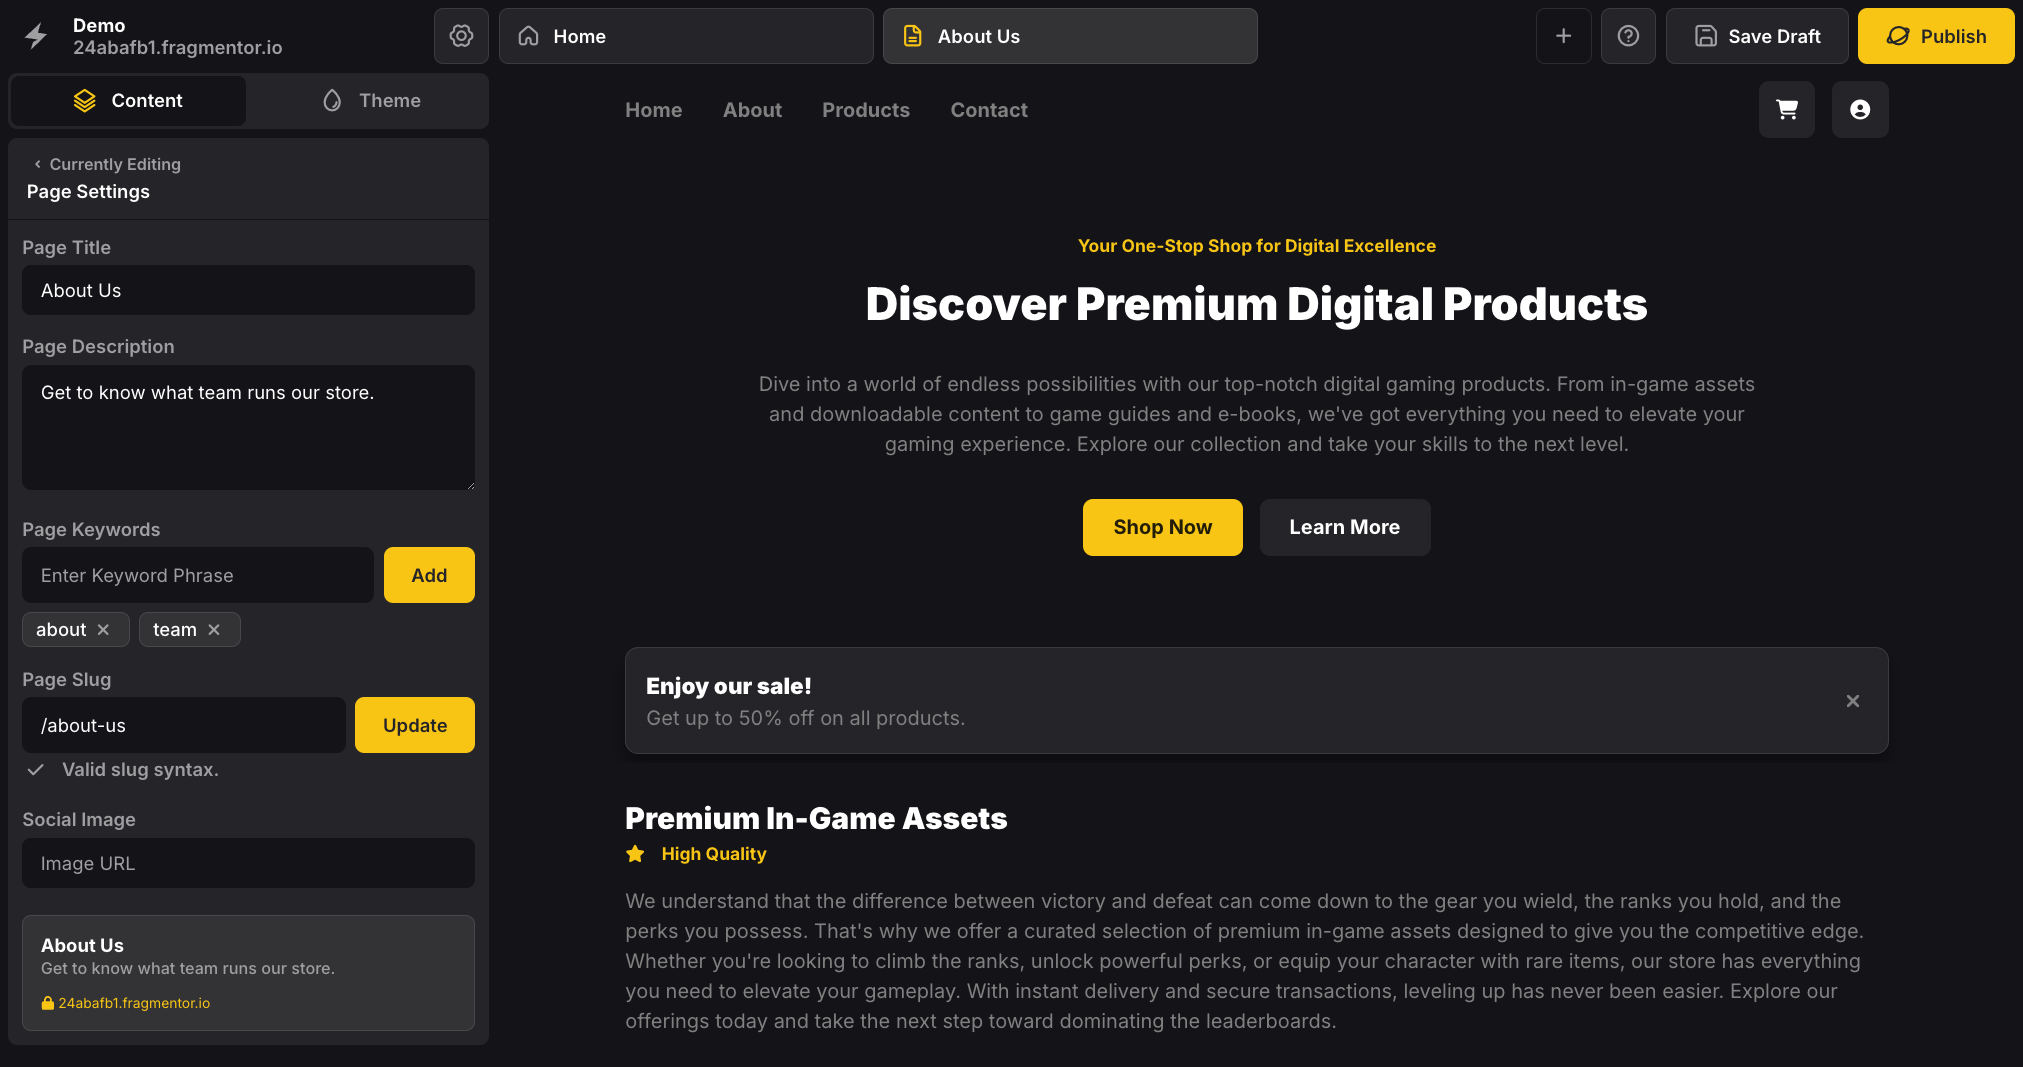 Demo
24abafb1.fragmentor.io
Home
About Us
Save Draft
Publish
Content
Theme
Currently Editing
Page Settings
Page Title
About Us
Page Description
Get to know what team runs our store.
Page Keywords
Enter Keyword Phrase
Add
about
team
Page Slug
/about-us
Update
Valid slug syntax.
Social Image
Image URL
About Us
Get to know what team runs our store.
24abafb1.fragmentor.io
Home
About
Products
Contact
Your One-Stop Shop for Digital Excellence
Discover Premium Digital Products
Dive into a world of endless possibilities with our top-notch digital gaming products. From in-game assets
and downloadable content to game guides and e-books, we've got everything you need to elevate your
gaming experience. Explore our collection and take your skills to the next level.
Shop Now
Learn More
Enjoy our sale!
Get up to 50% off on all products.
Premium In-Game Assets
High Quality
We understand that the difference between victory and defeat can come down to the gear you wield, the ranks you hold, and the
perks you possess. That's why we offer a curated selection of premium in-game assets designed to give you the competitive edge.
Whether you're looking to climb the ranks, unlock powerful perks, or equip your character with rare items, our store has everything
you need to elevate your gameplay. With instant delivery and secure transactions, leveling up has never been easier. Explore our
offerings today and take the next step toward dominating the leaderboards.